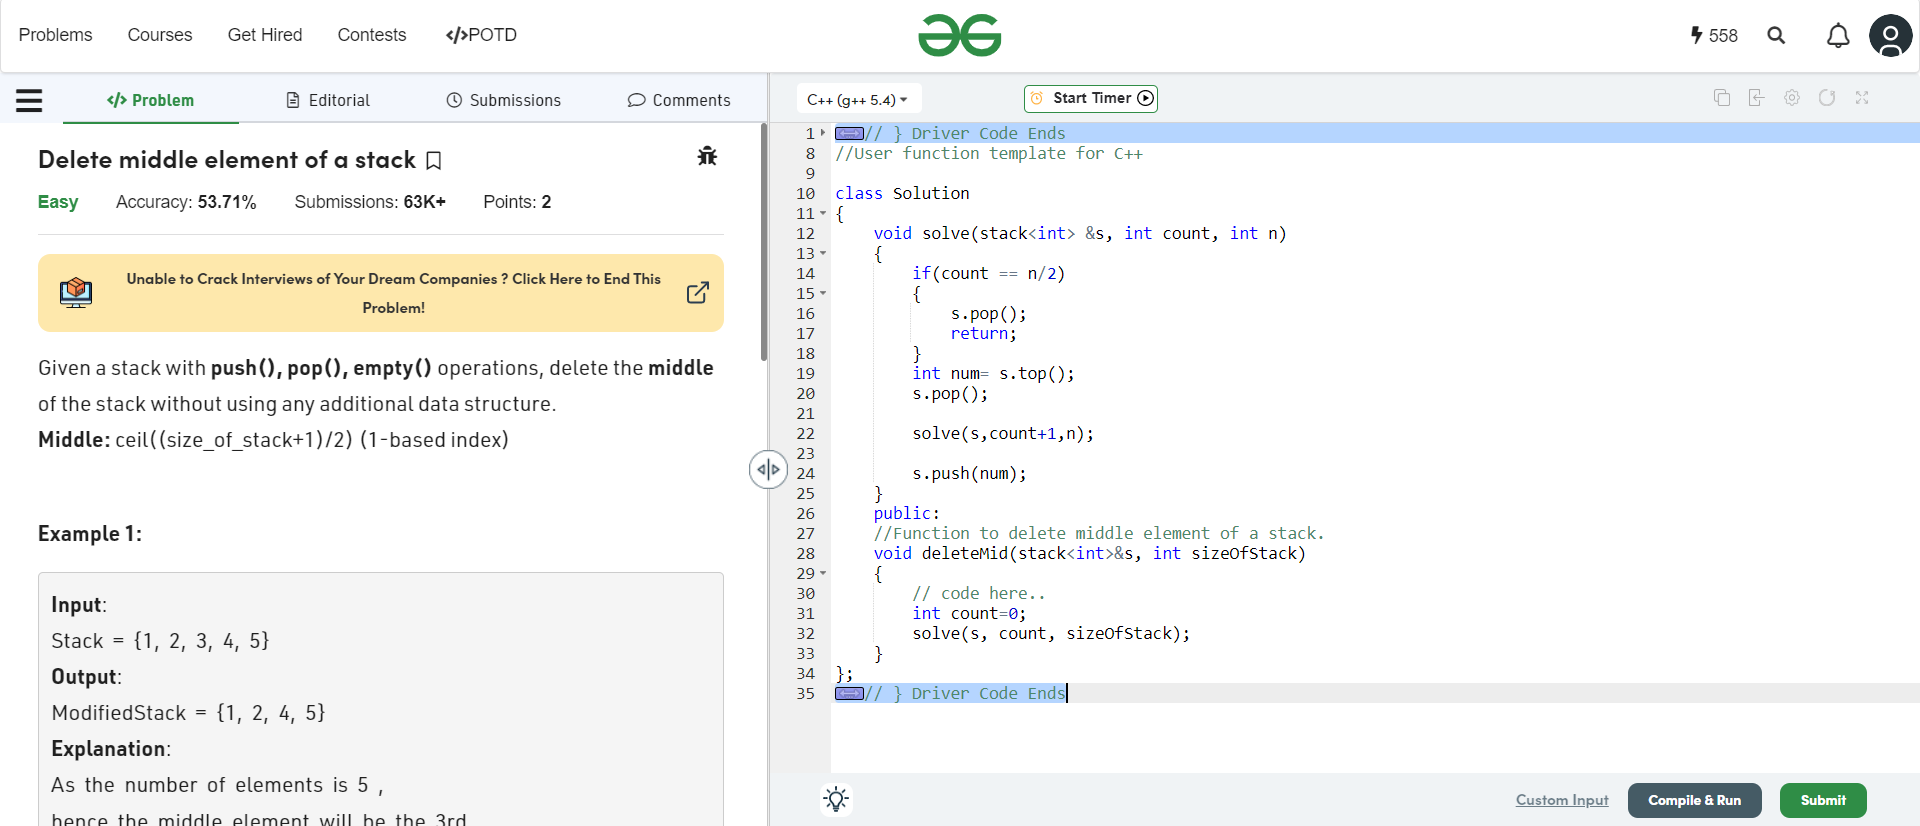 Problems Courses Get Hired Contests </>POTD 558
</> Problem Editorial Submissions Comments
Delete middle element of a stack
Easy Accuracy: 53.71% Submissions: 63K+ Points: 2
Unable to Crack Interviews of Your Dream Companies ? Click Here to End This
Problem!
Given a stack with push(), pop(), empty() operations, delete the middle
of the stack without using any additional data structure.
Middle: ceil((size_of_stack+1)/2) (1-based index)
Example 1:
Input:
Stack = {1, 2, 3, 4, 5}
Output:
ModifiedStack = {1, 2, 4, 5}
Explanation:
As the number of elements is 5 ,
hence the middle element will be the 3rd
C++ (g++ 5.4) Start Timer
1 // } Driver Code Ends
8 //User function template for C++
9
10 class Solution
11 {
12 void solve(stack<int> &s, int count, int n)
13 {
14 if(count == n/2)
15 {
16 s.pop();
17 return;
18 }
19 int num= s.top();
20 s.pop();
21
22 solve(s,count+1,n);
23
24 s.push(num);
25 }
26 public:
27 //Function to delete middle element of a stack.
28 void deleteMid(stack<int>&s, int sizeOfStack)
29 {
30 // code here..
31 int count=0;
32 solve(s, count, sizeOfStack);
33 }
34 };
35 // } Driver Code Ends
Custom Input Compile & Run Submit